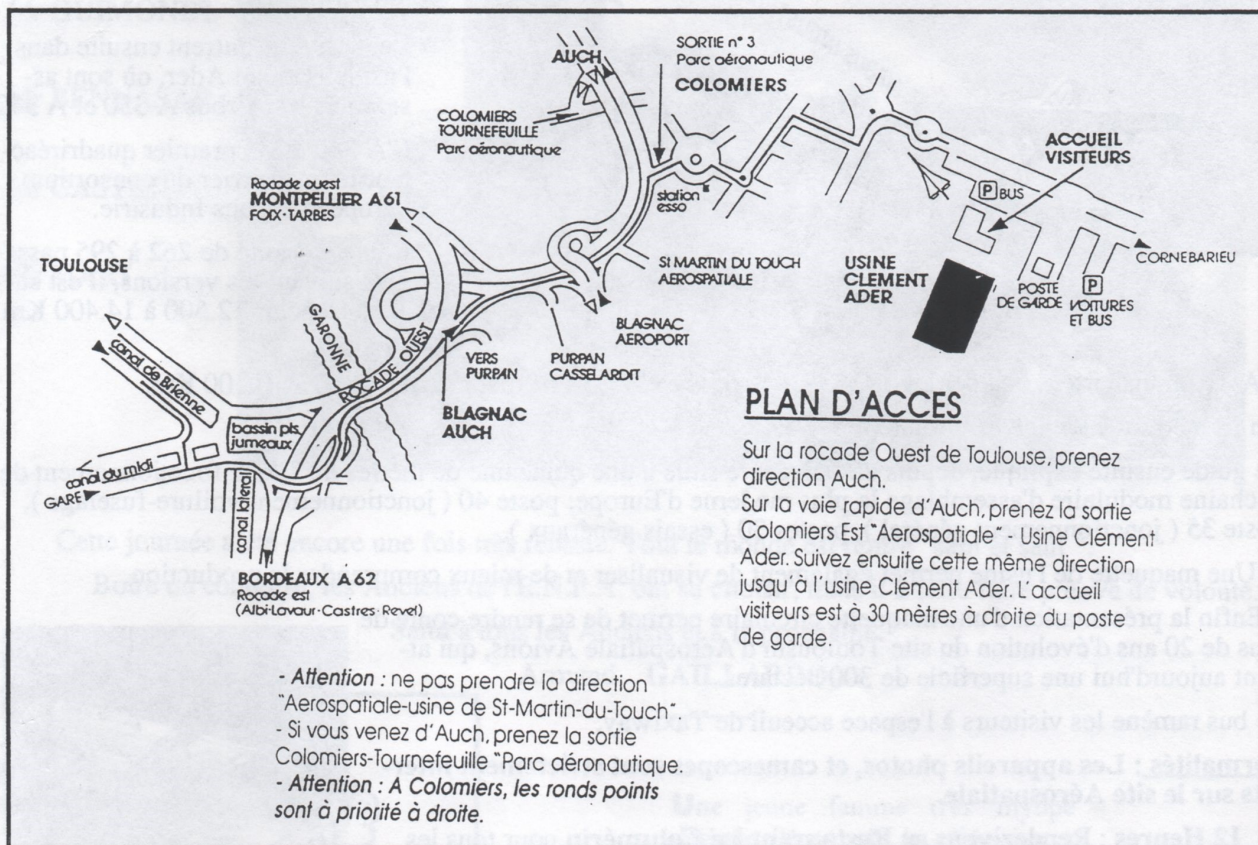 AUCH
SORTIE n° 3
Parc aéronautique
COLOMIERS
COLOMIERS
TOURNEFEUILLE
Parc aéronautique
ACCUEIL
VISITEURS
Rocade ouest
MONTPELLIER A61
FOIX-TARBES
station
esso
P BUS
TOULOUSE
ST MARTIN DU TOUCH
AEROSPATIALE
USINE
CLEMENT
ADER
CORNEBARIEU
POSTE
DE GARDE
P
VOITURES
ET BUS
GARONNE
ROCADE OUEST
BLAGNAC
AEROPORT
canal de Brienne
VERS
PURPAN
PURPAN
CASSELARDIT
BLAGNAC
AUCH
bassin pts.
jumeaux
canal du midi
GARE
canal lateral
BORDEAUX A62
Rocade est
(Albi-Lavaur-Castres-Revel)
PLAN D'ACCES
Sur la rocade Ouest de Toulouse, prenez
direction Auch.
Sur la voie rapide d'Auch, prenez la sortie
Colomiers Est "Aerospatiale" - Usine Clément
Ader. Suivez ensuite cette même direction
jusqu'à l'usine Clément Ader. L'accueil
visiteurs est à 30 mètres à droite du poste
de garde.
- Attention : ne pas prendre la direction
"Aerospatiale-usine de St-Martin-du-Touch"
- Si vous venez d'Auch, prenez la sortie
Colomiers-Tournefeuille "Parc aéronautique.
- Attention : A Colomiers, les ronds points
sont à priorité à droite.